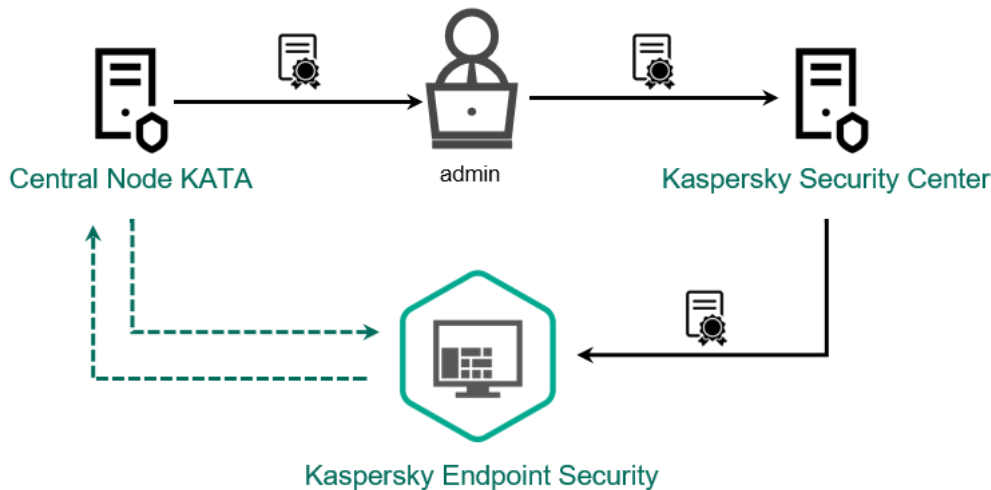 Central Node KATA
admin
Kaspersky Security Center
Kaspersky Endpoint Security